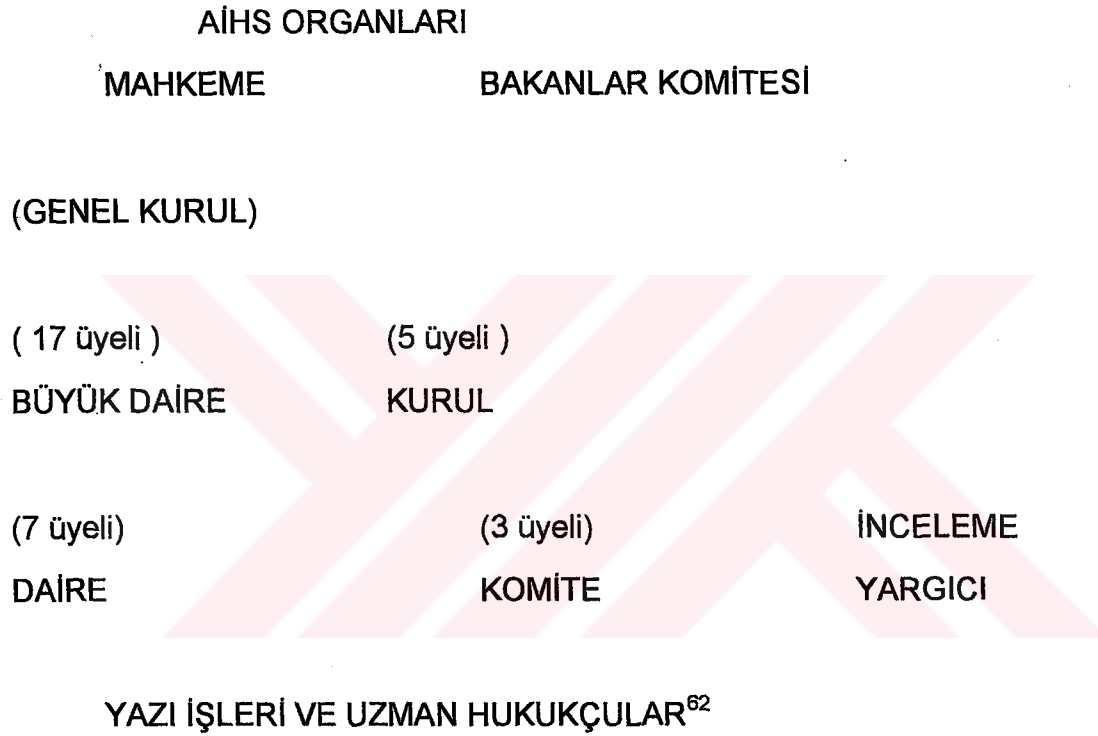 AİHS ORGANLARI
MAHKEME BAKANLAR KOMİTESİ
(GENEL KURUL)
( 17 üyeli ) (5 üyeli )
BÜYÜK DAİRE KURUL
(7 üyeli) (3 üyeli) İNCELEME
DAİRE KOMİTE YARGICI
YAZI İŞLERİ VE UZMAN HUKUKÇULAR62